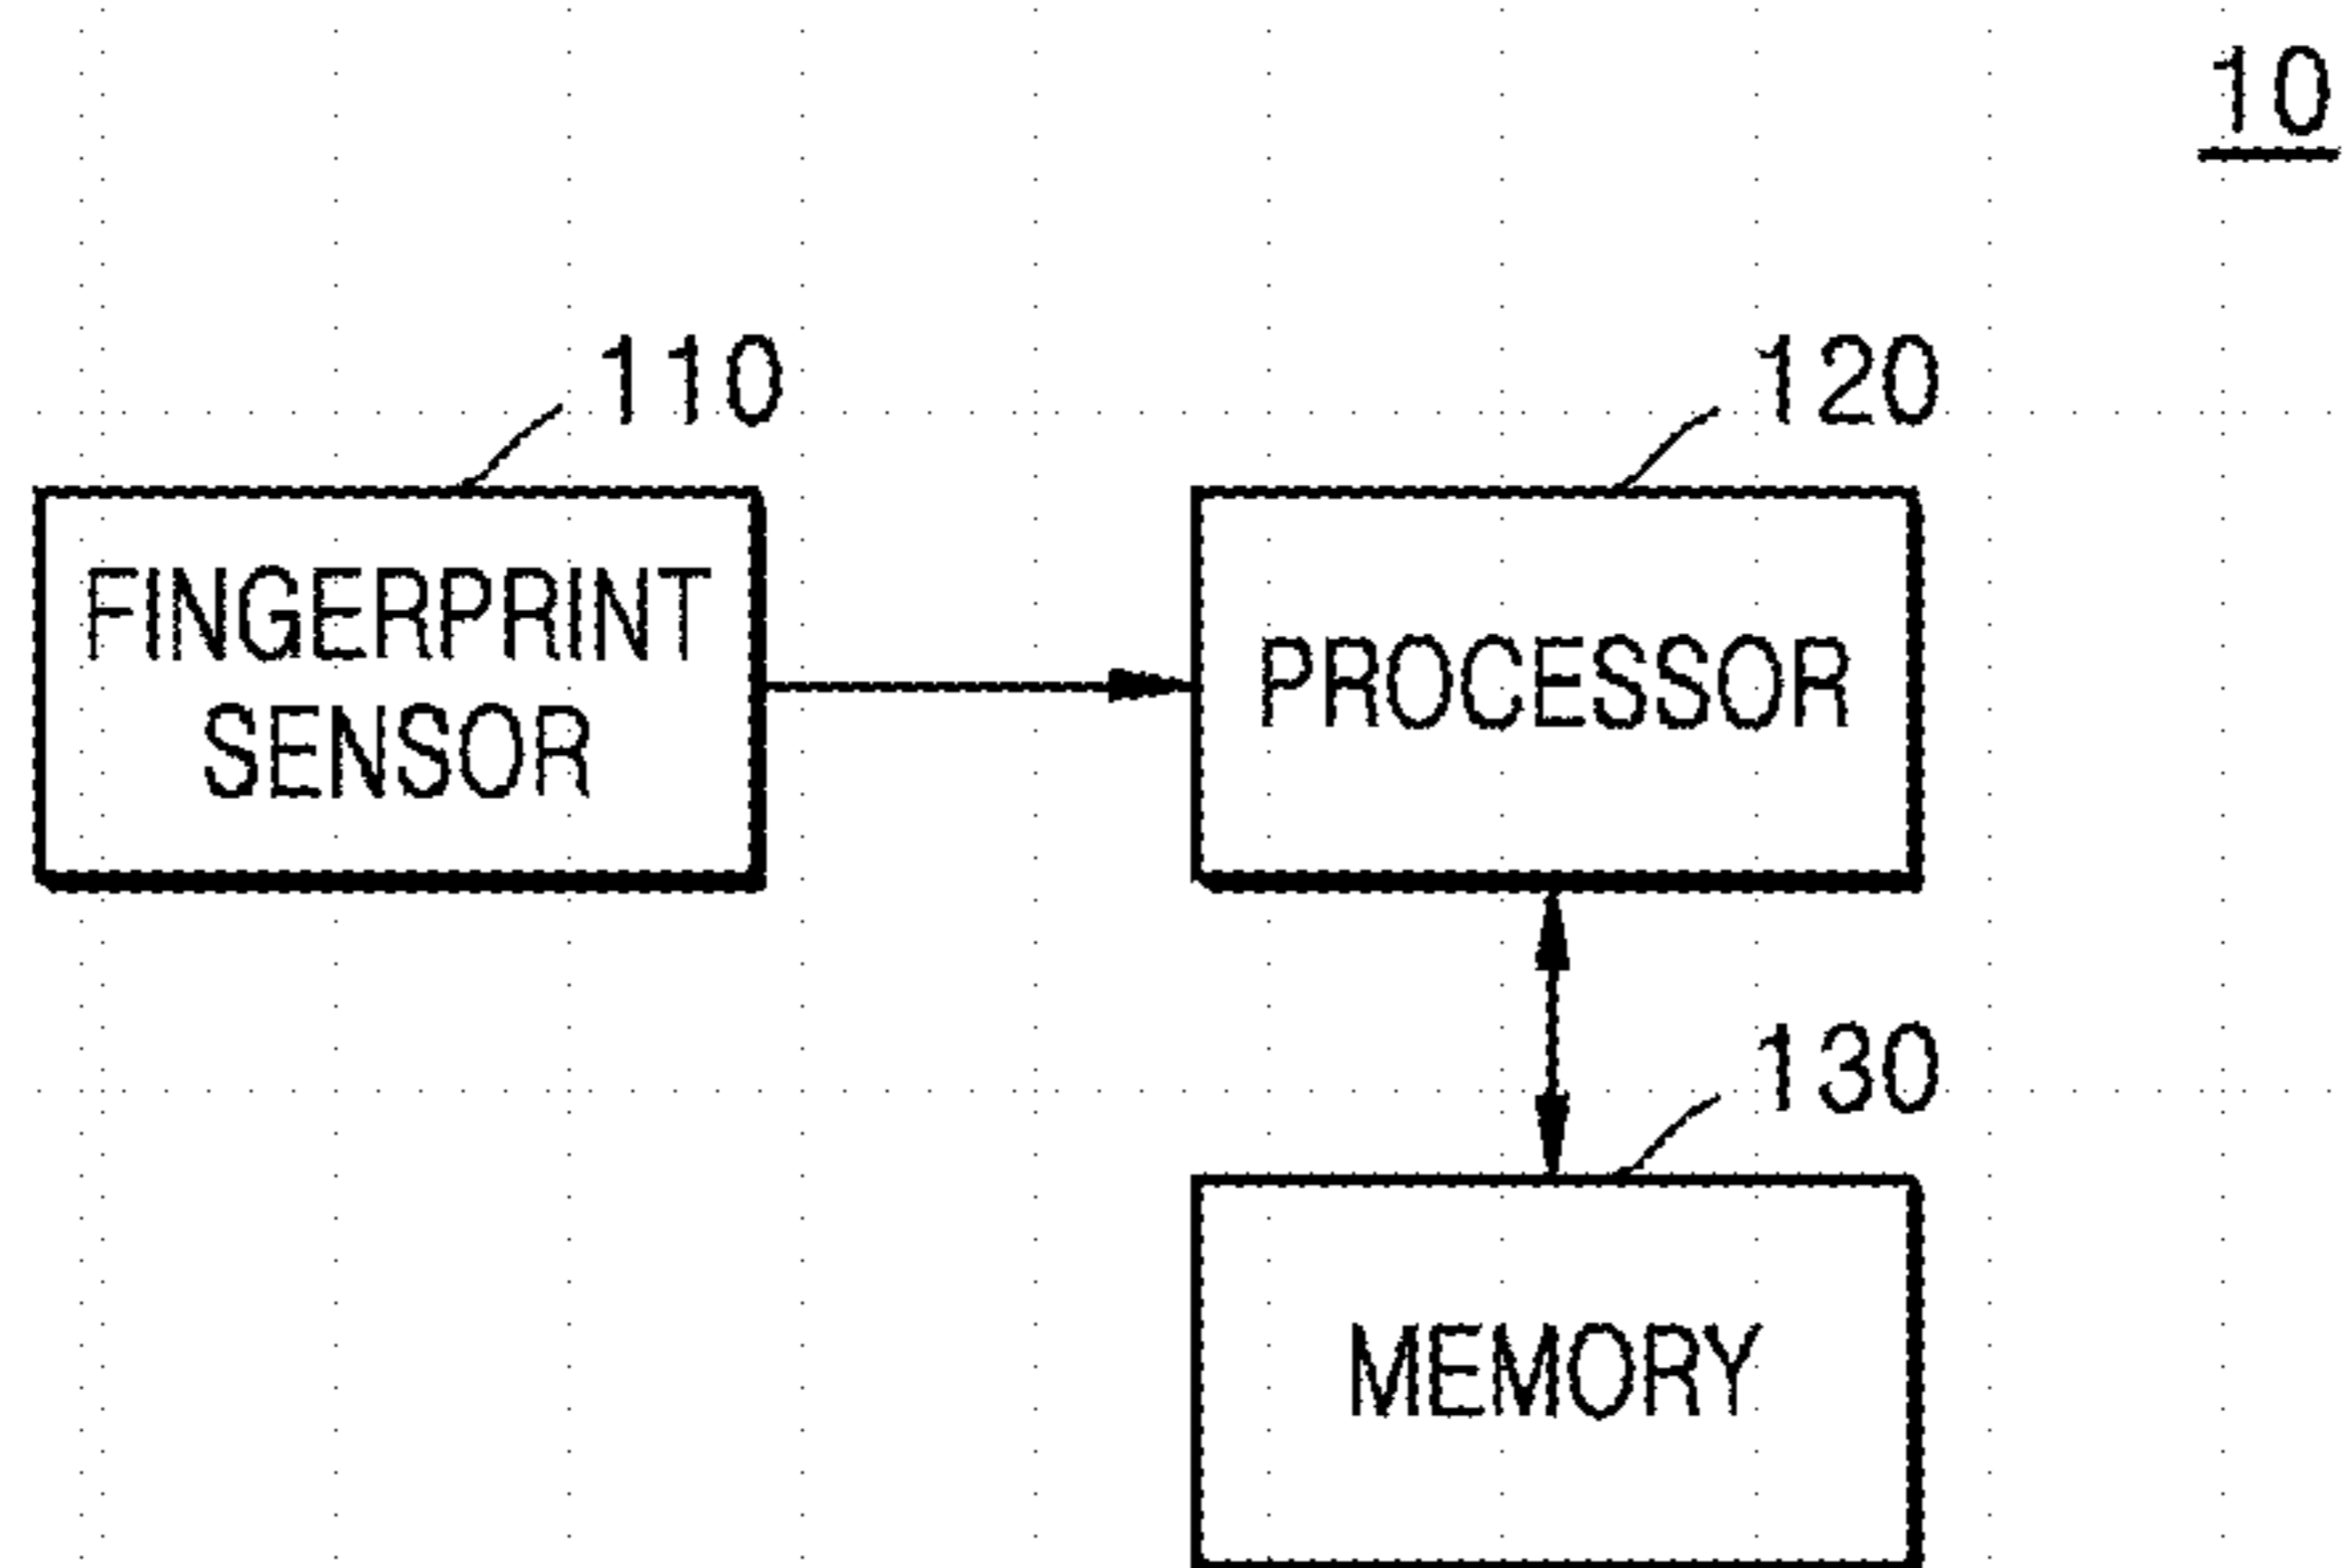 10
110
120
FINGERPRINT
SENSOR
PROCESSOR
130
MEMORY